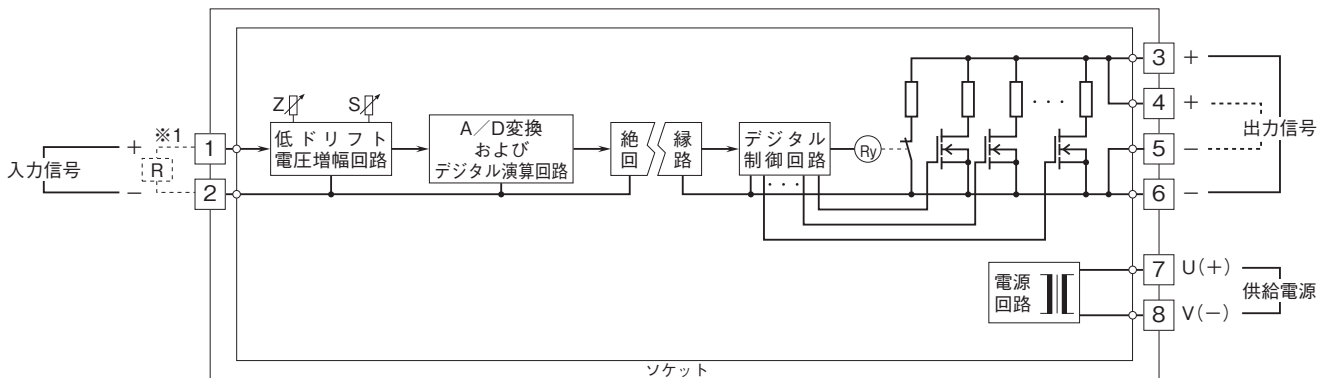 入力信号
+
−
※1
R
1
2
Z
S
低ドリフト
電圧増幅回路
A/D変換
および
デジタル演算回路
絶縁
回路
デジタル
制御回路
Ry
3 +
4 +
5 −
6 −
出力信号
電源
回路
7 U(+)
8 V(−)
供給電源
ソケット